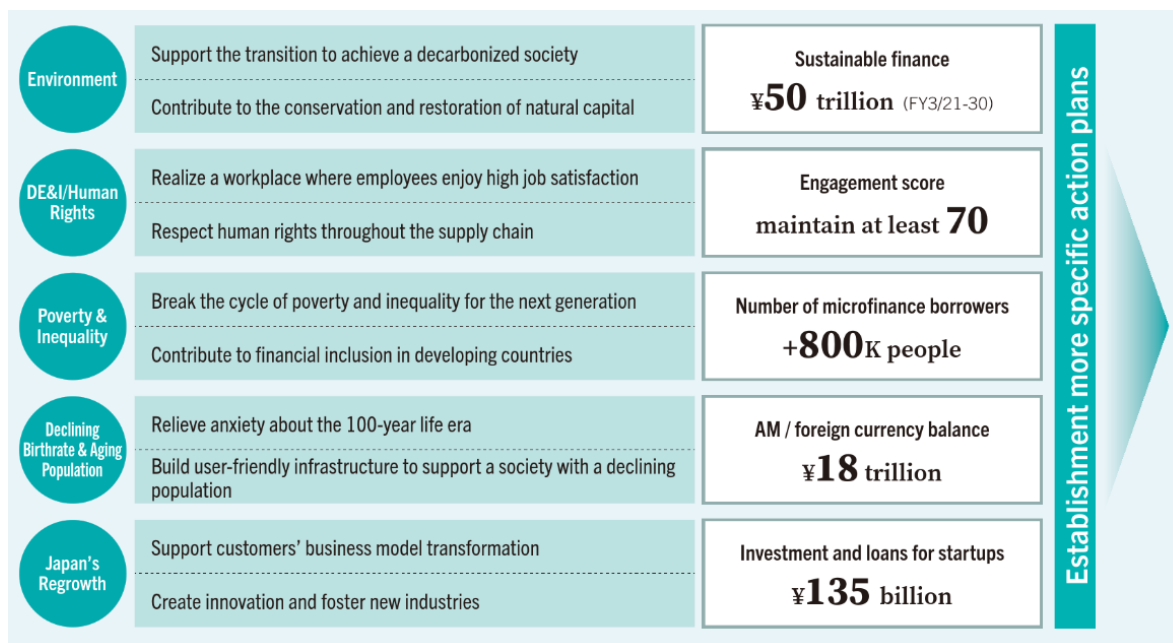 Environment
Support the transition to achieve a decarbonized society
Contribute to the conservation and restoration of natural capital
Sustainable finance
¥50 trillion (FY3/21-30)
DE&I/Human
Rights
Realize a workplace where employees enjoy high job satisfaction
Respect human rights throughout the supply chain
Engagement score
maintain at least 70
Poverty &
Inequality
Break the cycle of poverty and inequality for the next generation
Contribute to financial inclusion in developing countries
Number of microfinance borrowers
+800K people
Declining
Birthrate & Aging
Population
Relieve anxiety about the 100-year life era
Build user-friendly infrastructure to support a society with a declining
population
AM / foreign currency balance
¥18 trillion
Japan's
Regrowth
Support customers' business model transformation
Create innovation and foster new industries
Investment and loans for startups
¥135 billion
Establishment more specific action plans